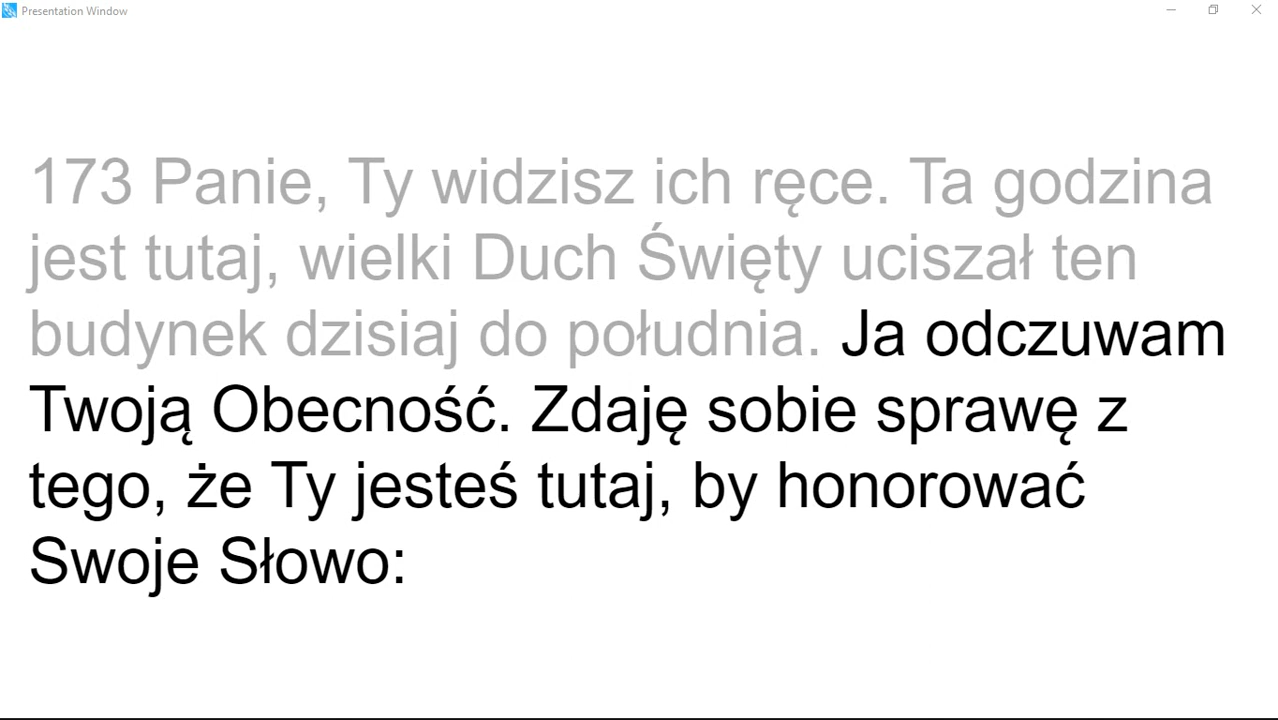 Presentation Window
173 Panie, Ty widzisz ich ręce. Ta godzina
jest tutaj, wielki Duch Święty uciszał ten
budynek dzisiaj do południa. Ja odczuwam
Twoją Obecność. Zdaję sobie sprawę z
tego, że Ty jesteś tutaj, by honorować
Swoje Słowo: